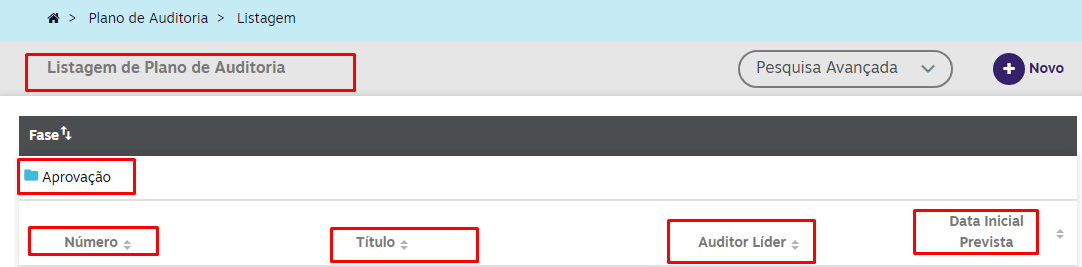 > Plano de Auditoria > Listagem
Listagem de Plano de Auditoria
Pesquisa Avançada
+ Novo
Fase
Aprovação
Número
Título
Auditor Líder
Data Inicial
Prevista